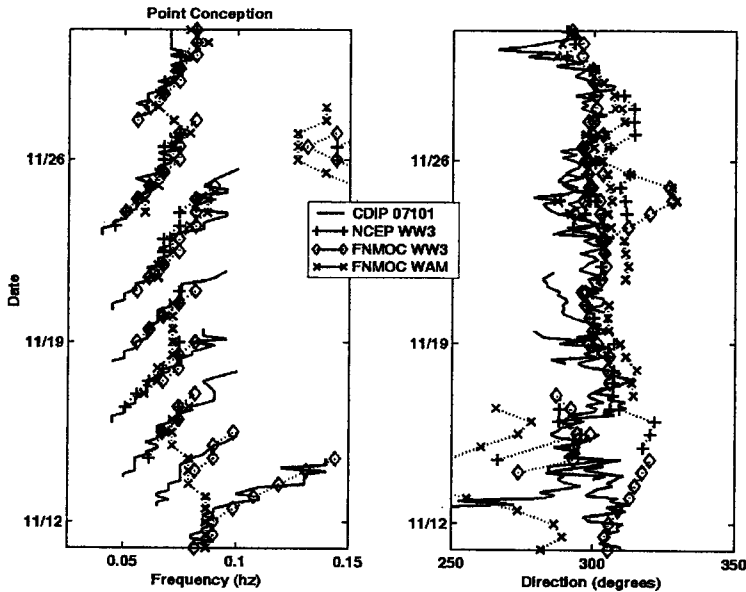 Point Conception
11/26
11/26
CDIP 07101
NCEP WW3
FNMOC WW3
FNMOC WAM
Date
11/19
11/19
11/12
11/12
0.05
0.1
0.15
250
300
350
Frequency (hz)
Direction (degrees)